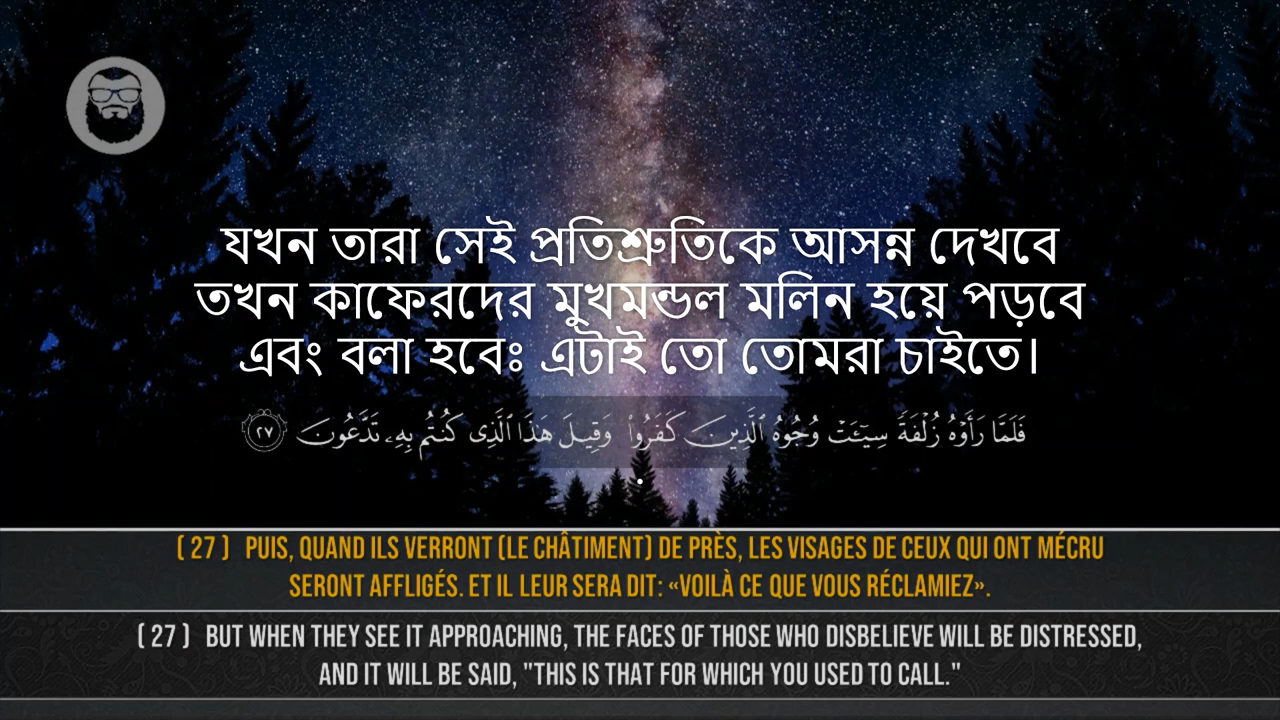 যখন তারা সেই প্রতিশ্রুতিকে আসন্ন দেখবে
তখন কাফেরদের মুখমন্ডল মলিন হয়ে পড়বে
এবং বলা হবেঃ এটাই তো তোমরা চাইতে।
فَلَمَّا رَأَوْهُ زُلْفَةً سِيٓـَٔتْ وُجُوهُ ٱلَّذِينَ كَفَرُوا۟ وَقِيلَ هَٰذَا ٱلَّذِى كُنتُم بِهِۦ تَدَّعُونَ ٢٧
.
( 27 ) PUIS, QUAND ILS VERRONT (LE CHÂTIMENT) DE PRÈS, LES VISAGES DE CEUX QUI ONT MÉCRU
SERONT AFFLIGÉS. ET IL LEUR SERA DIT: «VOILÀ CE QUE VOUS RÉCLAMIEZ».
( 27 ) BUT WHEN THEY SEE IT APPROACHING, THE FACES OF THOSE WHO DISBELIEVE WILL BE DISTRESSED,
AND IT WILL BE SAID, "THIS IS THAT FOR WHICH YOU USED TO CALL."